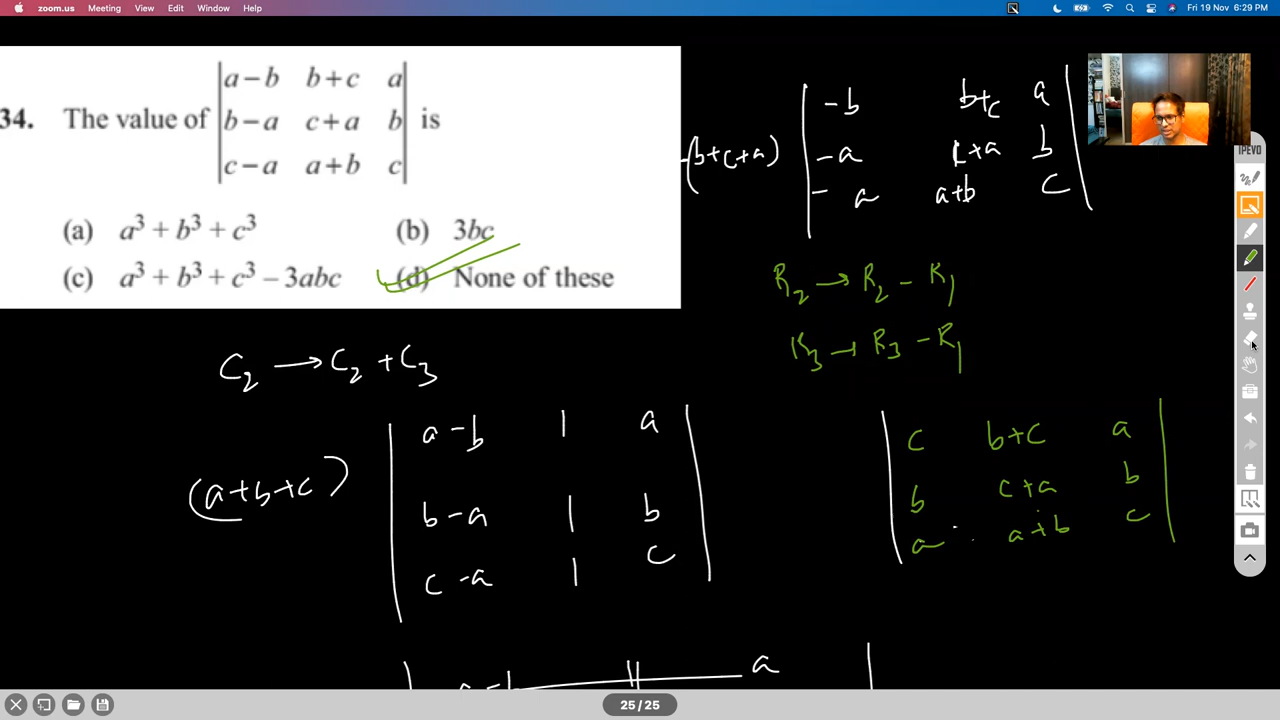 zoom.us Meeting View Edit Window Help Fri 19 Nov 6:29 PM
34. The value of | a−b b+c a |
| b−a c+a b | is
| c−a a+b c |
(a) a³ + b³ + c³ (b) 3bc
(c) a³ + b³ + c³ − 3abc (d) None of these
C₂ → C₂ + C₃
(a+b+c) | a−b 1 a |
| b−a 1 b |
| c−a 1 c |
a
−(b+c+a) | −b b+c a |
| −a c+a b |
| −a a+b c |
R₂ → R₂ − R₁
R₃ → R₃ − R₁
| c b+c a |
| b c+a b |
| a a+b c |
IPEVO
25 / 25